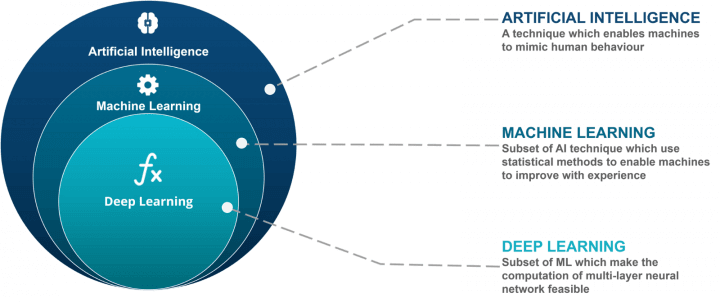 Artificial Intelligence
Machine Learning
fx
Deep Learning
ARTIFICIAL INTELLIGENCE
A technique which enables machines
to mimic human behaviour
MACHINE LEARNING
Subset of AI technique which use
statistical methods to enable machines
to improve with experience
DEEP LEARNING
Subset of ML which make the
computation of multi-layer neural
network feasible